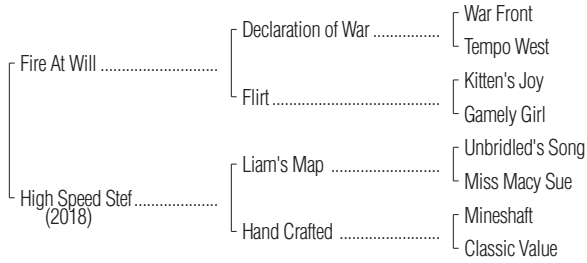 War Front
Declaration of War ................
Tempo West
Fire At Will ............................
Kitten's Joy
Flirt ........................................
Gamely Girl
Unbridled's Song
Liam's Map ..........................
Miss Macy Sue
High Speed Stef ....................
(2018)
Mineshaft
Hand Crafted ........................
Classic Value